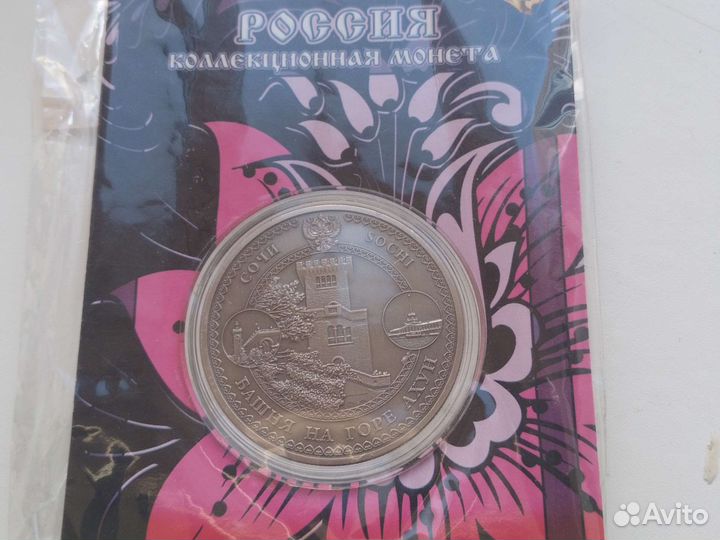 РОССИЯ
КОЛЛЕКЦИОННАЯ МОНЕТА
СОЧИ SOCHI
БАШНЯ НА ГОРЕ АХУН
Avito